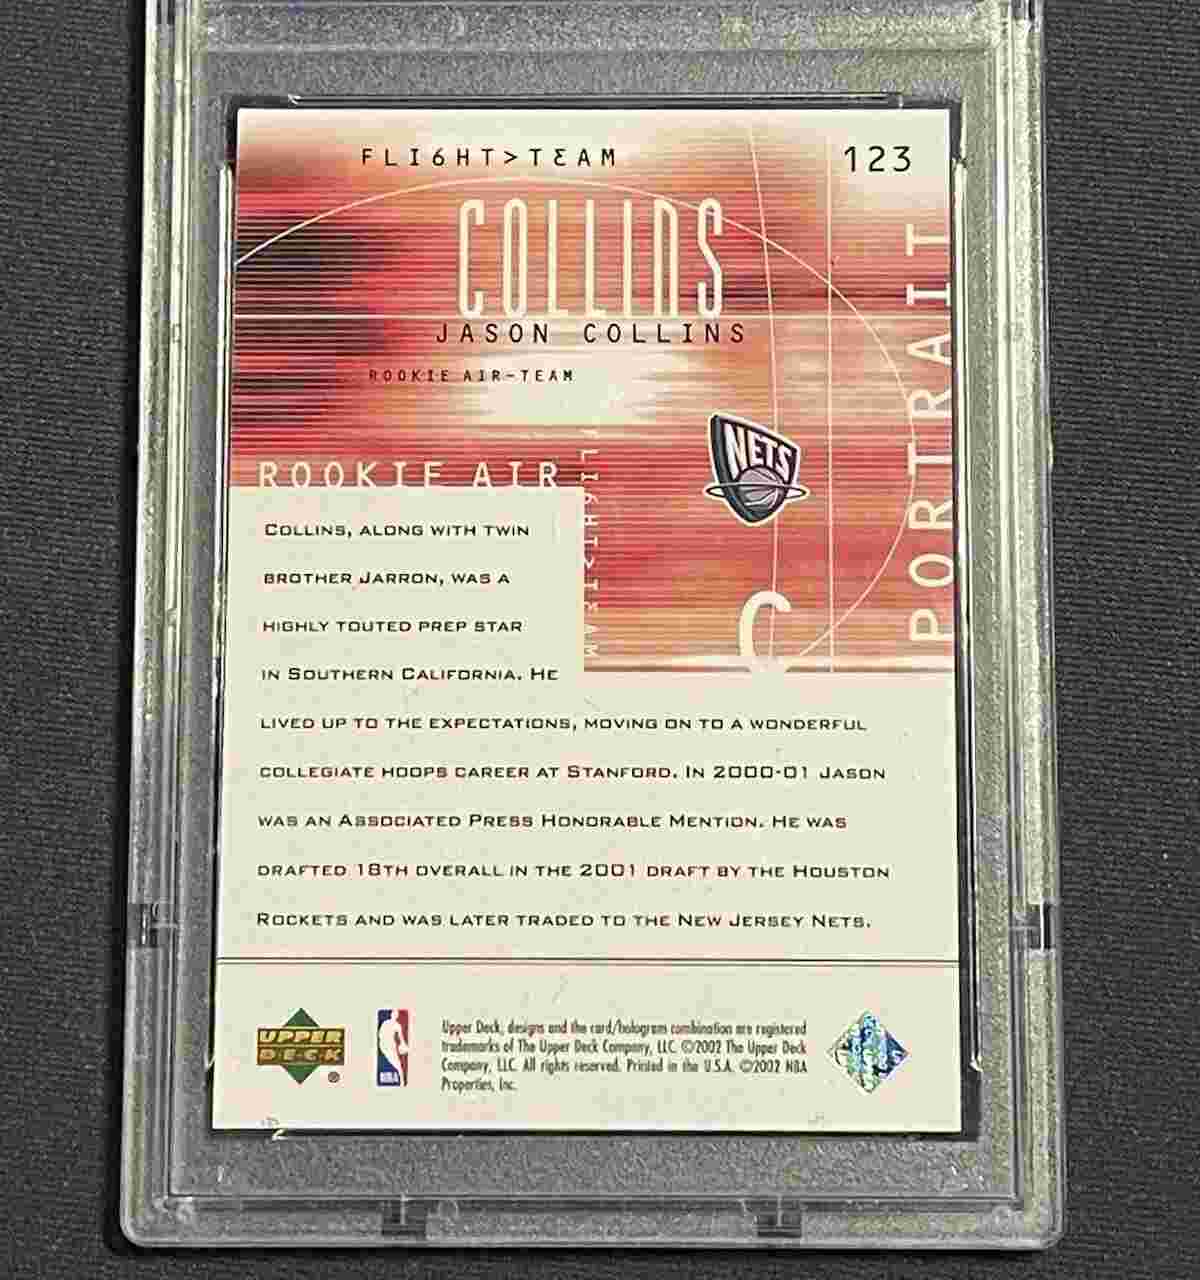 FLI6HT>TEAM
123
COLLINS
JASON COLLINS
ROOKIE AIR-TEAM
PORTRAIT
NETS
ROOKIE AIR
FLI6HT>TEAM
C
COLLINS, ALONG WITH TWIN
BROTHER JARRON, WAS A
HIGHLY TOUTED PREP STAR
IN SOUTHERN CALIFORNIA. HE
LIVED UP TO THE EXPECTATIONS, MOVING ON TO A WONDERFUL
COLLEGIATE HOOPS CAREER AT STANFORD. IN 2000-01 JASON
WAS AN ASSOCIATED PRESS HONORABLE MENTION. HE WAS
DRAFTED 18TH OVERALL IN THE 2001 DRAFT BY THE HOUSTON
ROCKETS AND WAS LATER TRADED TO THE NEW JERSEY NETS.
UPPER
DECK
®
NBA
Upper Deck, designs and the card/hologram combination are registered
trademarks of The Upper Deck Company, LLC. ©2002 The Upper Deck
Company, LLC. All rights reserved. Printed in the U.S.A. ©2002 NBA
Properties, Inc.